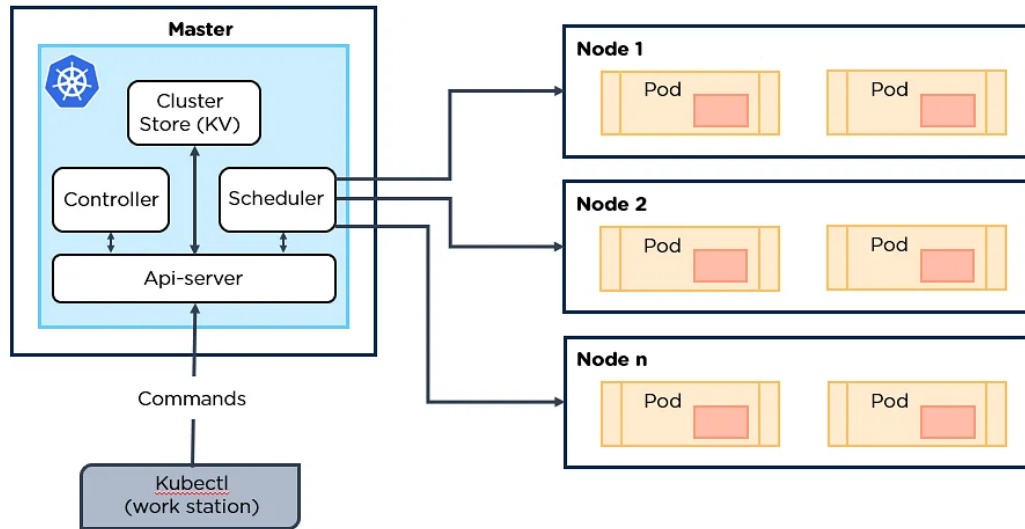 Master
Cluster
Store (KV)
Controller
Scheduler
Api-server
Commands
Kubectl
(work station)
Node 1
Pod
Pod
Node 2
Pod
Pod
Node n
Pod
Pod